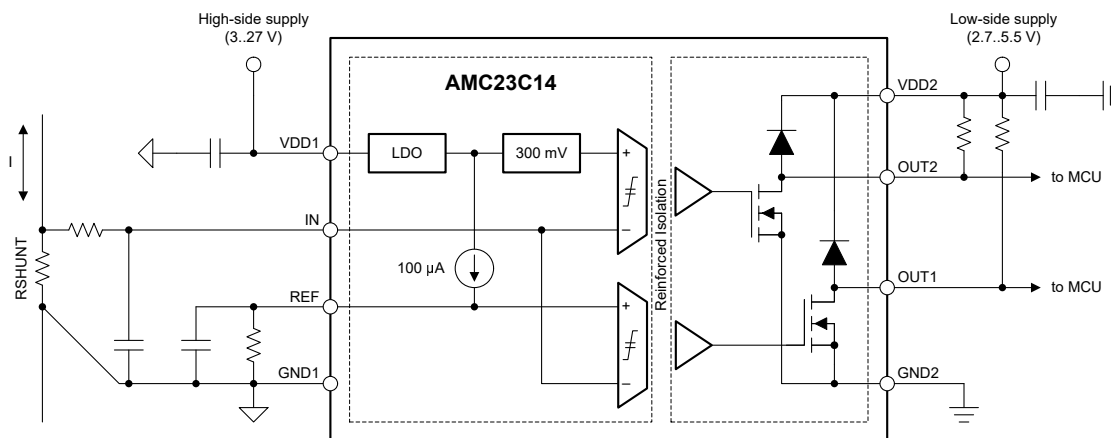 High-side supply
(3..27 V)
Low-side supply
(2.7..5.5 V)
AMC23C14
VDD1
LDO
300 mV
+
−
VDD2
OUT2
to MCU
I
IN
RSHUNT
100 μA
Reinforced Isolation
REF
+
−
OUT1
to MCU
GND1
GND2